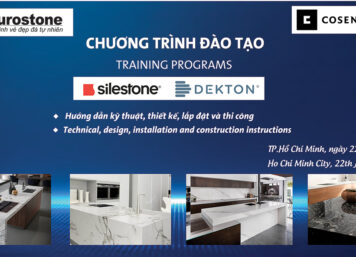 urostone COSEN
vẻ đẹp đá tự nhiên
CHƯƠNG TRÌNH ĐÀO TẠO
TRAINING PROGRAMS
silestone® DEKTON®
Hướng dẫn kỹ thuật, thiết kế, lắp đặt và thi công
Technical, design, installation and construction instructions
TP.Hồ Chí Minh, ngày 22
Ho Chi Minh City, 22th